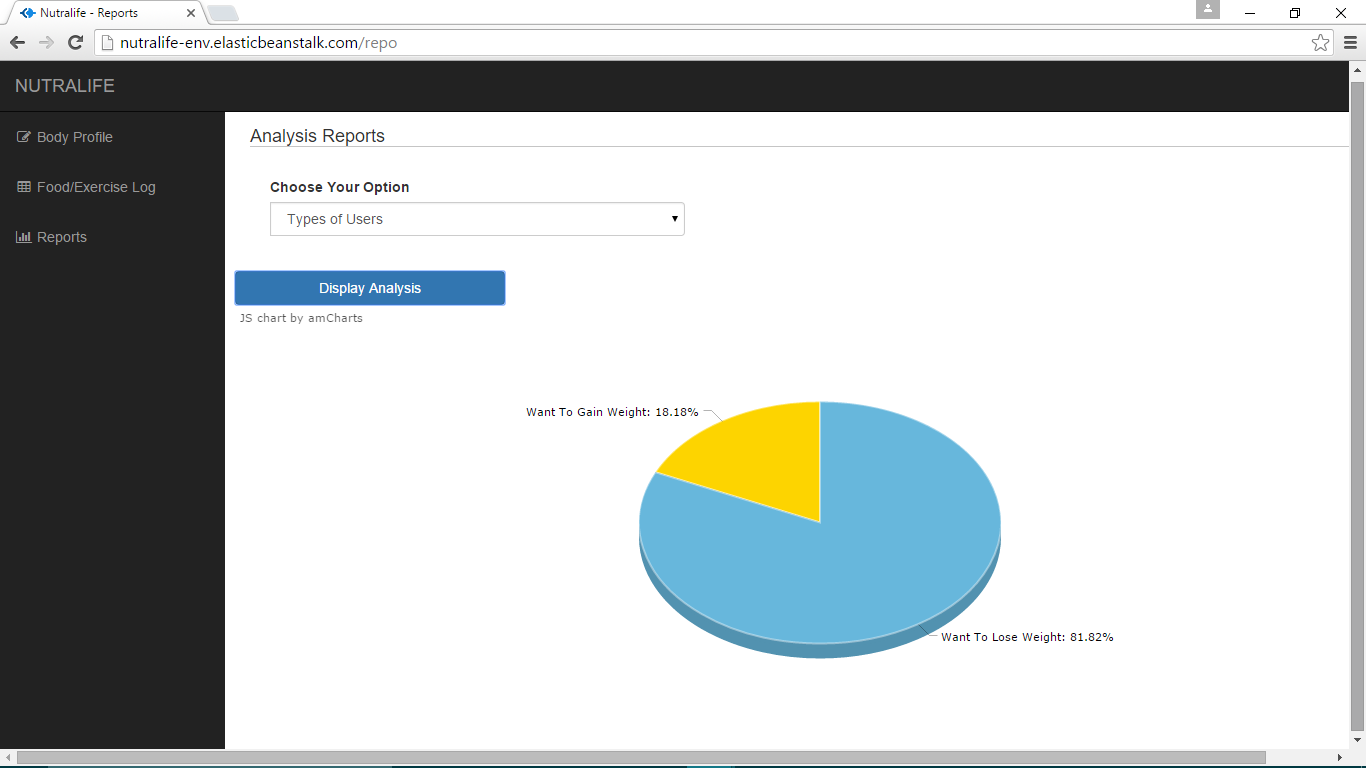 Nutralife - Reports
nutralife-env.elasticbeanstalk.com/repo
NUTRALIFE
Body Profile
Food/Exercise Log
Reports
Analysis Reports
Choose Your Option
Types of Users
Display Analysis
JS chart by amCharts
Want To Gain Weight: 18.18%
Want To Lose Weight: 81.82%